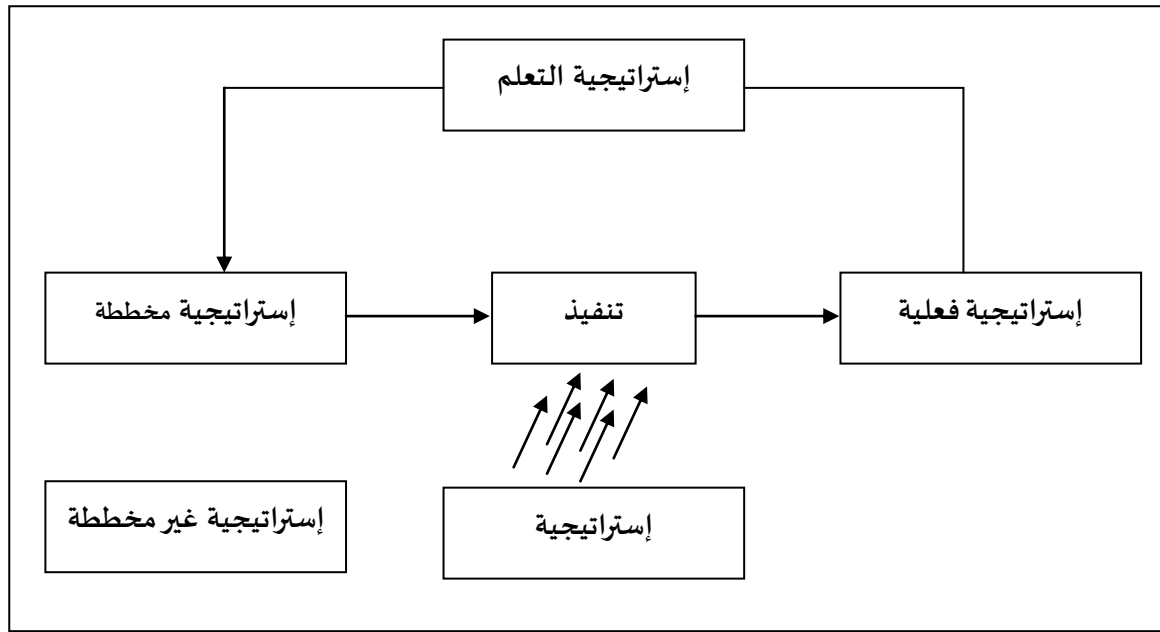 إستراتيجية التعلم
إستراتيجية مخططة
تنفيذ
إستراتيجية فعلية
إستراتيجية غير مخططة
إستراتيجية